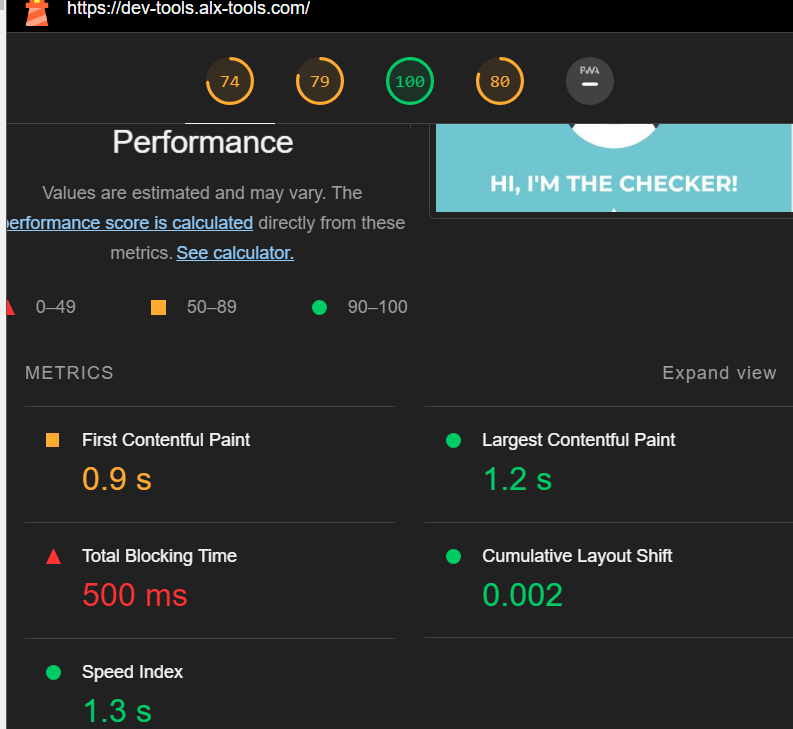 https://dev-tools.alx-tools.com/
74
79
100
80
PWA
Performance
HI, I'M THE CHECKER!
Values are estimated and may vary. The
performance score is calculated directly from these
metrics. See calculator.
0–49
50–89
90–100
METRICS
Expand view
First Contentful Paint
0.9 s
Largest Contentful Paint
1.2 s
Total Blocking Time
500 ms
Cumulative Layout Shift
0.002
Speed Index
1.3 s